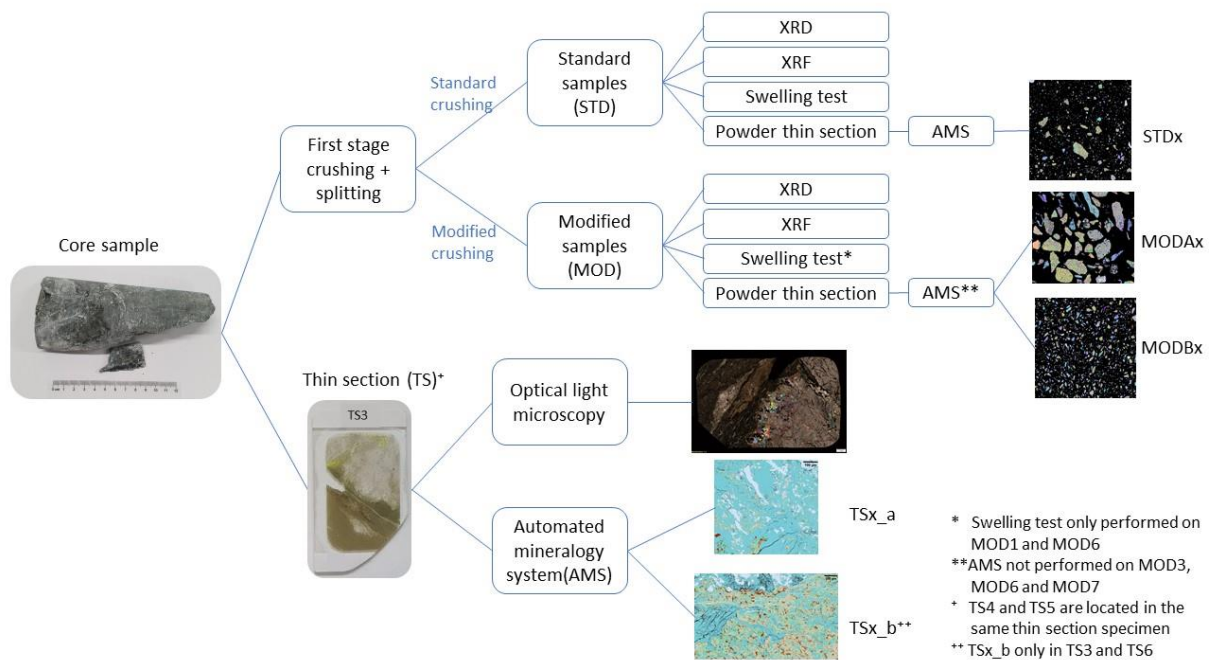 Core sample
First stage
crushing +
splitting
Standard
crushing
Modified
crushing
Standard
samples
(STD)
XRD
XRF
Swelling test
Powder thin section
AMS
STDx
Modified
samples
(MOD)
XRD
XRF
Swelling test*
Powder thin section
AMS**
MODAx
MODBx
Thin section (TS)⁺
TS3
Optical light
microscopy
Automated
mineralogy
system(AMS)
TSx_a
TSx_b⁺⁺
* Swelling test only performed on
MOD1 and MOD6
**AMS not performed on MOD3,
MOD6 and MOD7
⁺ TS4 and TS5 are located in the
same thin section specimen
⁺⁺ TSx_b only in TS3 and TS6